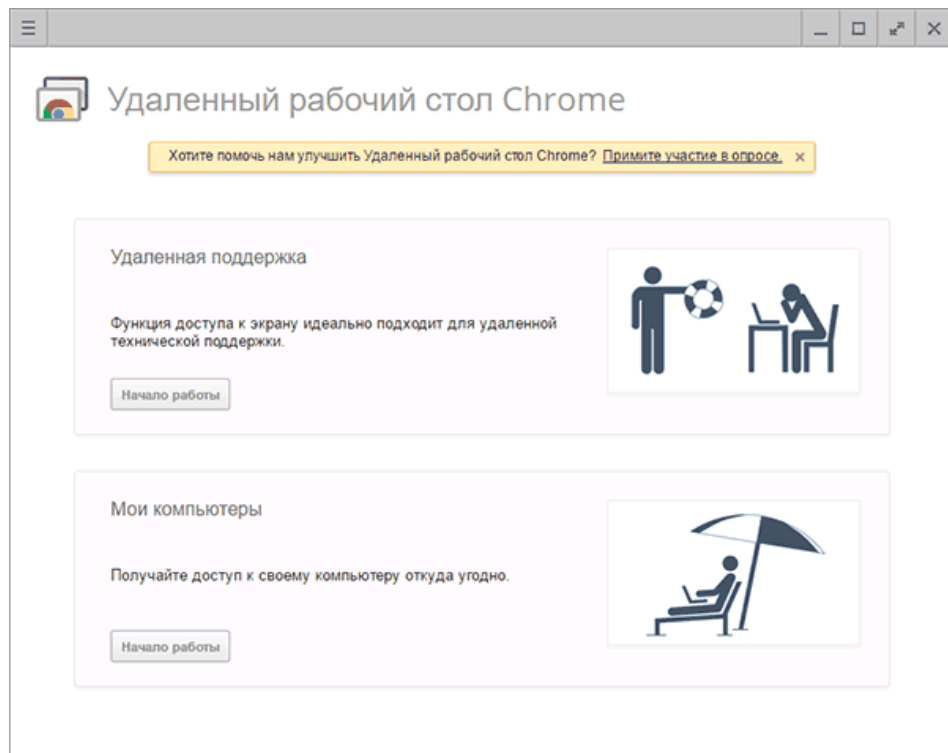 Удаленный рабочий стол Chrome
Хотите помочь нам улучшить Удаленный рабочий стол Chrome? Примите участие в опросе.
Удаленная поддержка
Функция доступа к экрану идеально подходит для удаленной
технической поддержки.
Начало работы
Мои компьютеры
Получайте доступ к своему компьютеру откуда угодно.
Начало работы